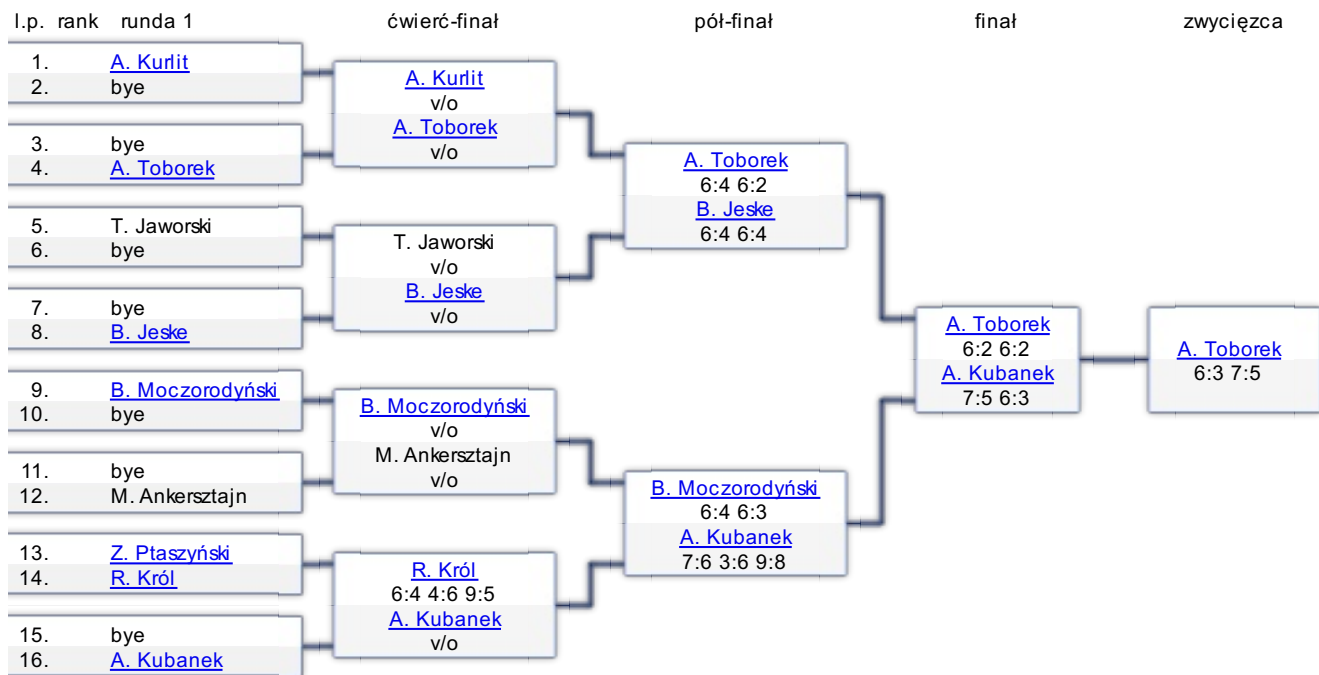 l.p. rank runda 1 ćwierć-finał pół-finał finał zwycięzca
1. A. Kurlit
2. bye
3. bye
4. A. Toborek
5. T. Jaworski
6. bye
7. bye
8. B. Jeske
9. B. Moczorodyński
10. bye
11. bye
12. M. Ankersztajn
13. Z. Ptaszyński
14. R. Król
15. bye
16. A. Kubanek
A. Kurlit
v/o
A. Toborek
v/o
T. Jaworski
v/o
B. Jeske
v/o
B. Moczorodyński
v/o
M. Ankersztajn
v/o
R. Król
6:4 4:6 9:5
A. Kubanek
v/o
A. Toborek
6:4 6:2
B. Jeske
6:4 6:4
B. Moczorodyński
6:4 6:3
A. Kubanek
7:6 3:6 9:8
A. Toborek
6:2 6:2
A. Kubanek
7:5 6:3
A. Toborek
6:3 7:5